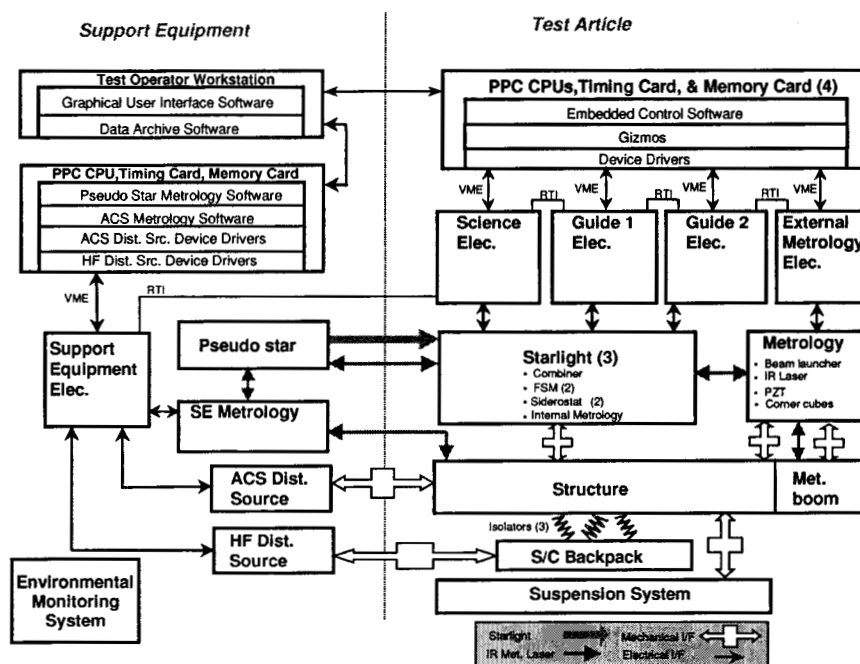 Support Equipment
Test Article
Test Operator Workstation
Graphical User Interface Software
Data Archive Software
PPC CPU,Timing Card, Memory Card
Pseudo Star Metrology Software
ACS Metrology Software
ACS Dist. Src. Device Drivers
HF Dist. Src. Device Drivers
PPC CPUs,Timing Card, & Memory Card (4)
Embedded Control Software
Gizmos
Device Drivers
VME
VME
VME
VME
RTI
RTI
RTI
Science
Elec.
Guide 1
Elec.
Guide 2
Elec.
External
Metrology
Elec.
VME
RTI
Support
Equipment
Elec.
Pseudo star
SE Metrology
Starlight (3)
• Combiner
• FSM (2)
• Siderostat (2)
• Internal Metrology
Metrology
• Beam launcher
• IR Laser
• PZT
• Corner cubes
ACS Dist.
Source
Structure
Met.
boom
Isolators (3)
HF Dist.
Source
S/C Backpack
Environmental
Monitoring
System
Suspension System
Starlight
Mechanical I/F
IR Met. Laser
Electrical I/F